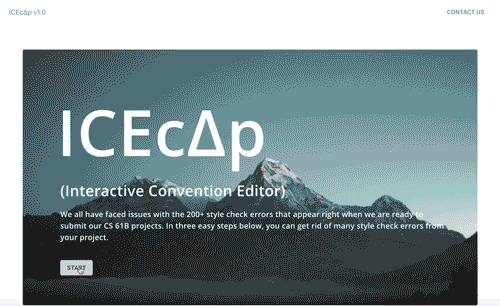 ICEcΔp v1.0
CONTACT US
ICEcΔp
(Interactive Convention Editor)
We all have faced issues with the 200+ style check errors that appear right when we are ready to
submit our CS 61B projects. In three easy steps below, you can get rid of many style check errors from
your project.
START